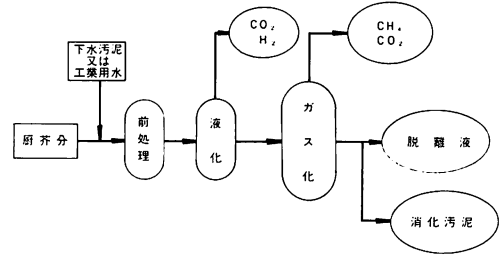 下水汚泥
又は
工業用水
厨芥分
前処理
液化
CO₂
H₂
ガス化
CH₄
CO₂
脱離液
消化汚泥